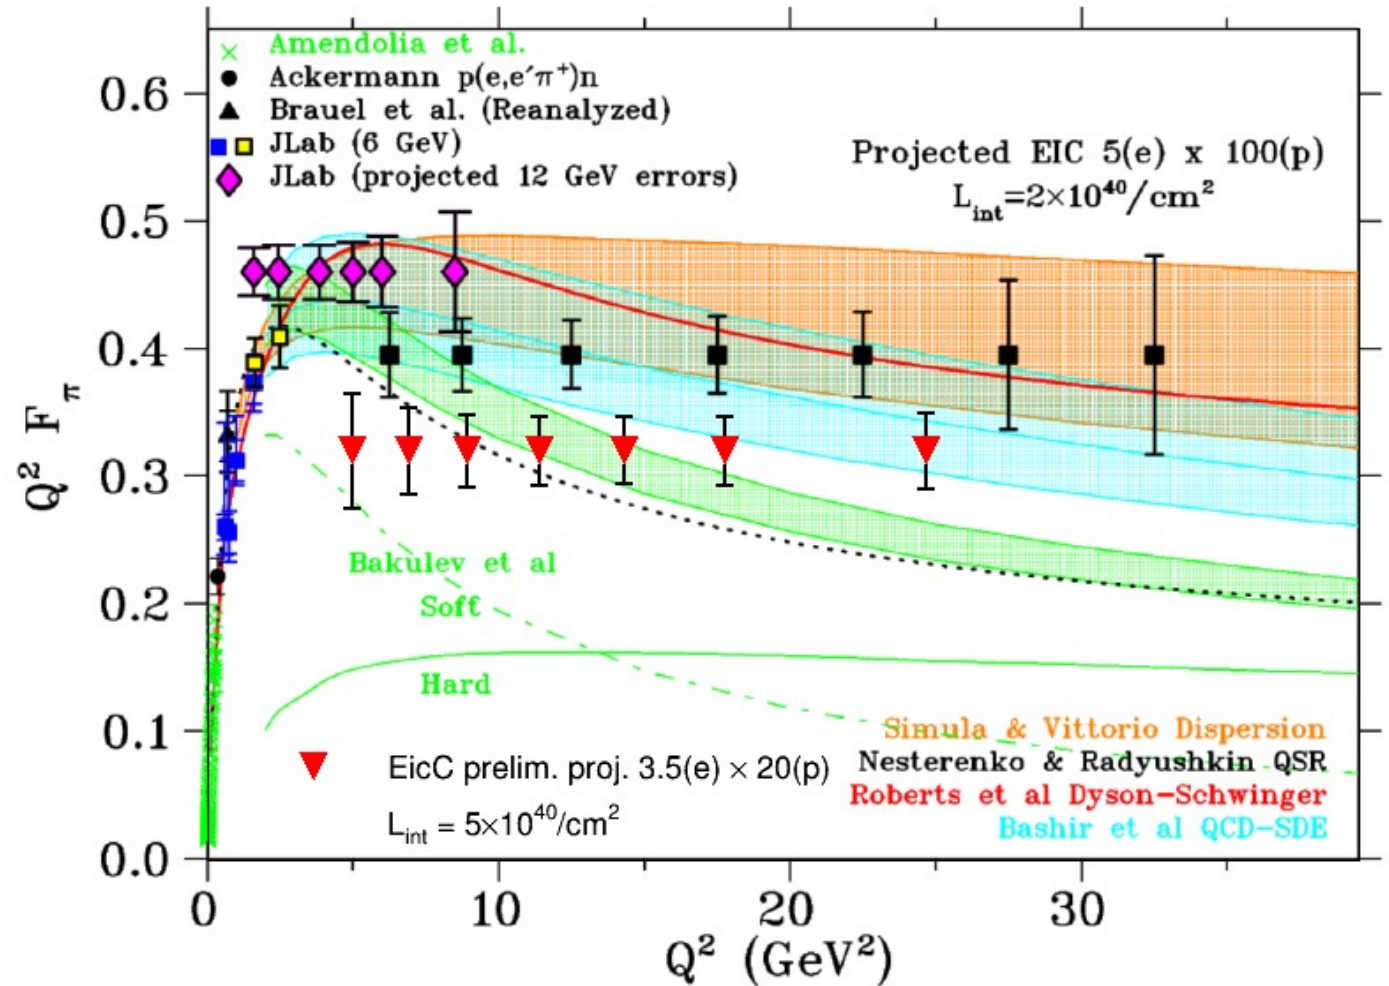 Amendolia et al.
Ackermann p(e,e′π⁺)n
Brauel et al. (Reanalyzed)
JLab (6 GeV)
JLab (projected 12 GeV errors)
Projected EIC 5(e) x 100(p)
L_int=2×10⁴⁰/cm²
0.6
0.5
0.4
0.3
0.2
0.1
0.0
Q² F_π
Bakulev et al
Soft
Hard
EicC prelim. proj. 3.5(e) × 20(p)
L_int = 5×10⁴⁰/cm²
Simula & Vittorio Dispersion
Nesterenko & Radyushkin QSR
Roberts et al Dyson–Schwinger
Bashir et al QCD–SDE
0 10 20 30
Q² (GeV²)